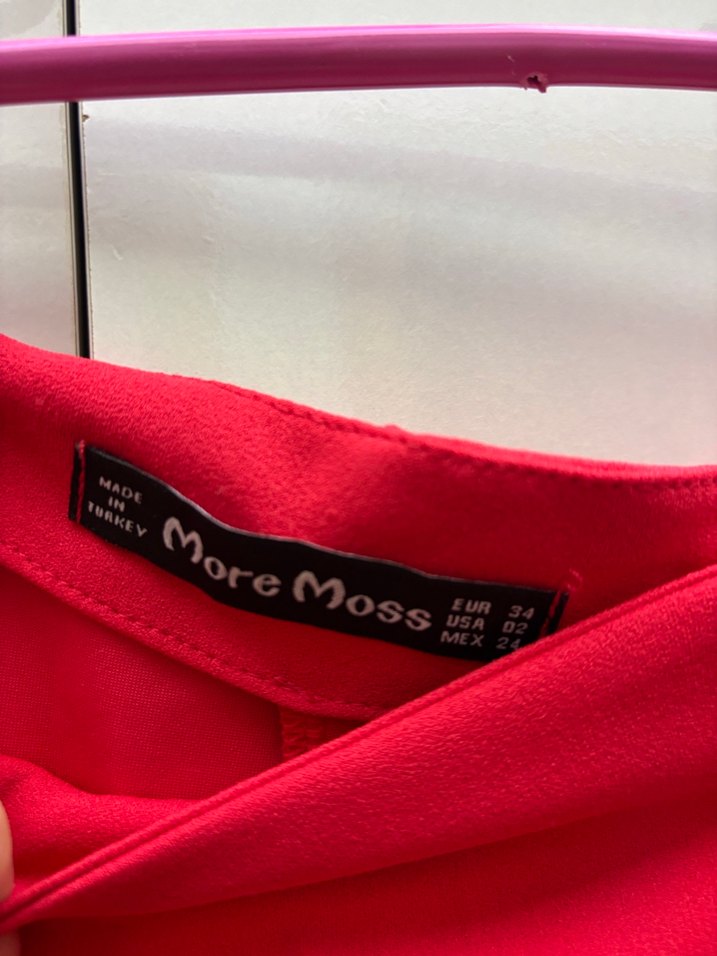 MADE
IN
TURKEY
More Moss
EUR 34
USA 02
MEX 24